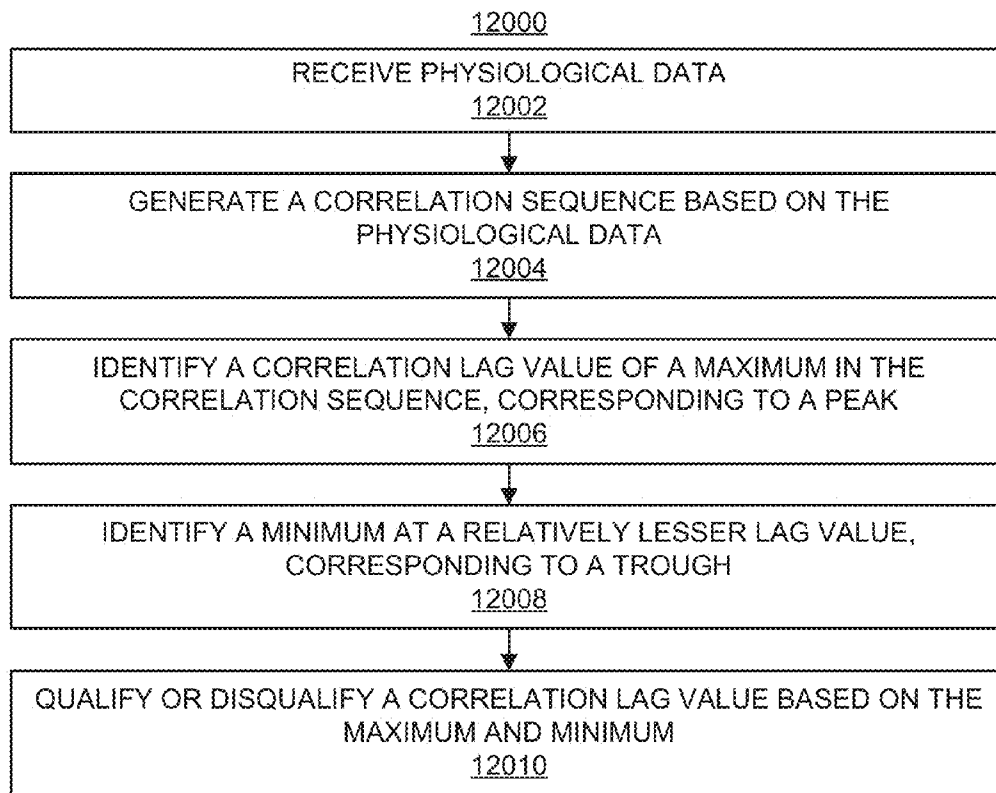 12000
RECEIVE PHYSIOLOGICAL DATA
12002
GENERATE A CORRELATION SEQUENCE BASED ON THE
PHYSIOLOGICAL DATA
12004
IDENTIFY A CORRELATION LAG VALUE OF A MAXIMUM IN THE
CORRELATION SEQUENCE, CORRESPONDING TO A PEAK
12006
IDENTIFY A MINIMUM AT A RELATIVELY LESSER LAG VALUE,
CORRESPONDING TO A TROUGH
12008
QUALIFY OR DISQUALIFY A CORRELATION LAG VALUE BASED ON THE
MAXIMUM AND MINIMUM
12010